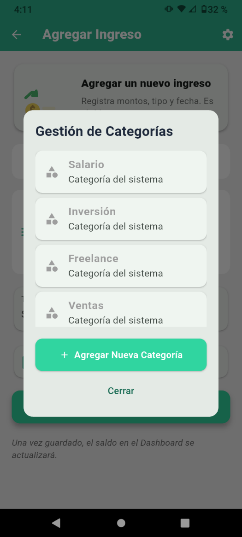 4:11
32 %
Agregar Ingreso
Agregar un nuevo ingreso
Registra montos, tipo y fecha. Es
Gestión de Categorías
Salario
Categoría del sistema
Inversión
Categoría del sistema
Freelance
Categoría del sistema
Ventas
Categoría del sistema
+ Agregar Nueva Categoría
Cerrar
Una vez guardado, el saldo en el Dashboard se
actualizará.